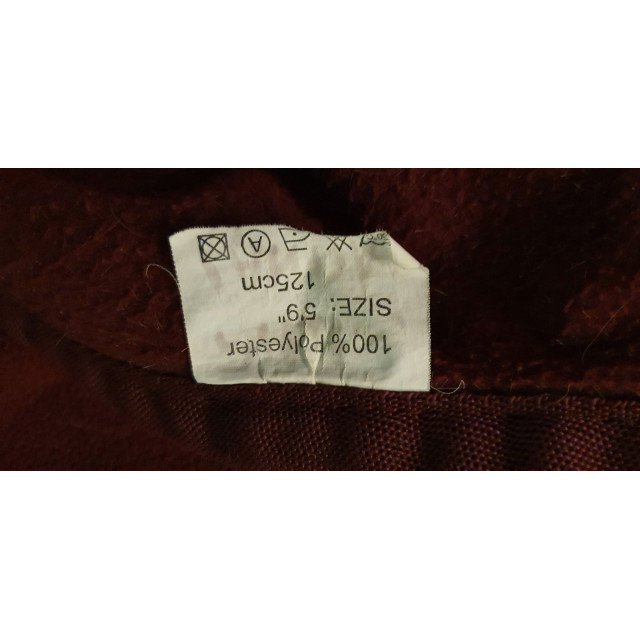 100% Polyester
SIZE: 5'9"
125cm
A